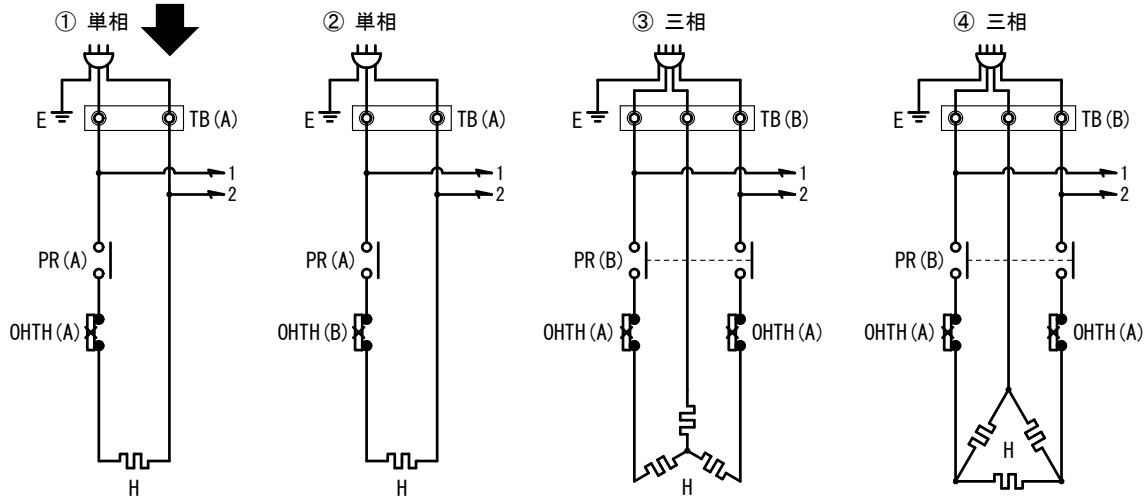 ① 単相
② 単相
③ 三相
④ 三相
E
TB(A)
E
TB(A)
E
TB(B)
E
TB(B)
1
1
1
1
2
2
2
2
PR(A)
PR(A)
PR(B)
PR(B)
OHTH(A)
OHTH(B)
OHTH(A)
OHTH(A)
OHTH(A)
OHTH(A)
H
H
H
H